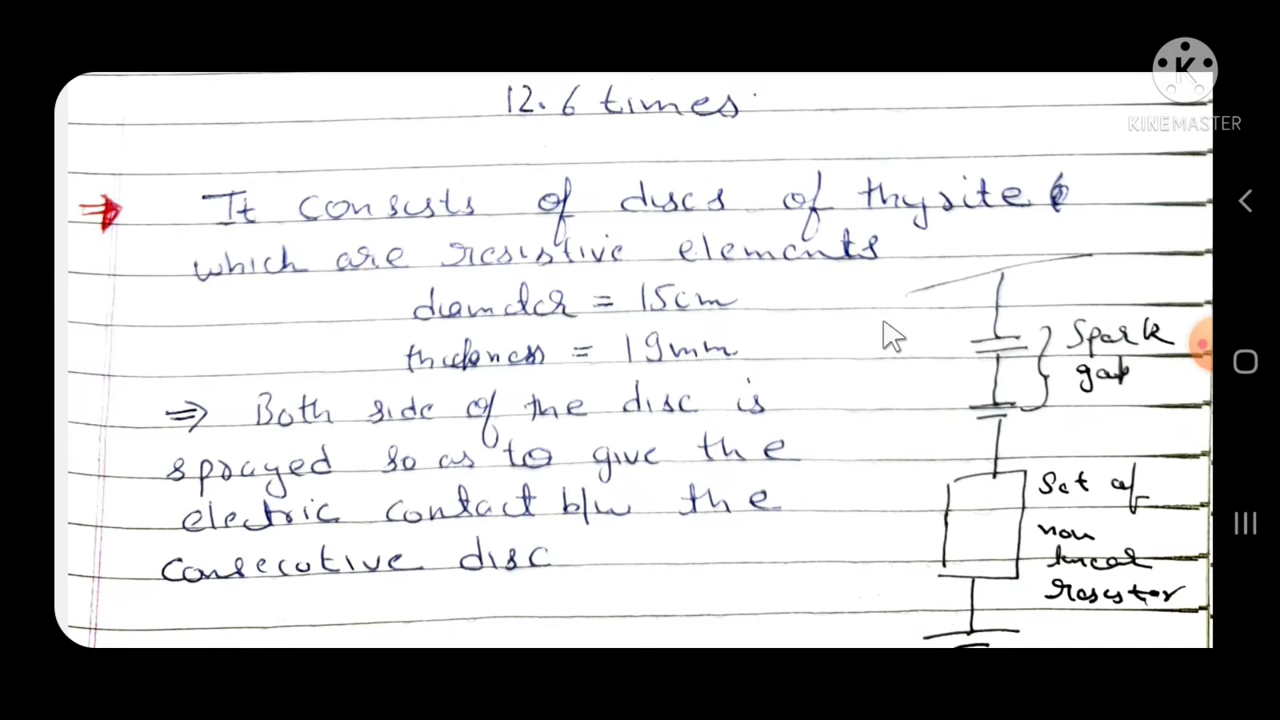 12.6 times.
KINEMASTER
⇒ It consists of discs of thysite
which are resistive elements
diameter = 15cm
thickness = 19mm
⇒ Both side of the disc is
sprayed so as to give the
electric contact b/w the
consecutive disc
Spark
gap
Set of
non
linear
resistor